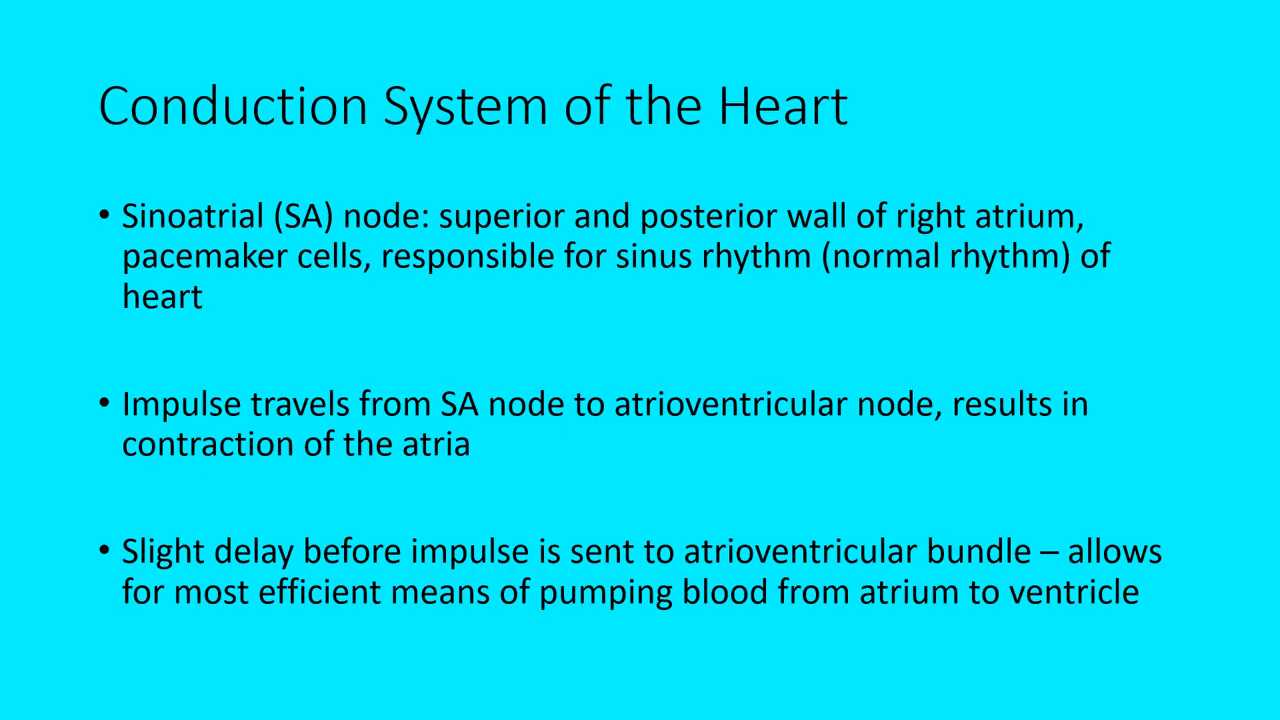 Conduction System of the Heart
• Sinoatrial (SA) node: superior and posterior wall of right atrium,
pacemaker cells, responsible for sinus rhythm (normal rhythm) of
heart
• Impulse travels from SA node to atrioventricular node, results in
contraction of the atria
• Slight delay before impulse is sent to atrioventricular bundle – allows
for most efficient means of pumping blood from atrium to ventricle